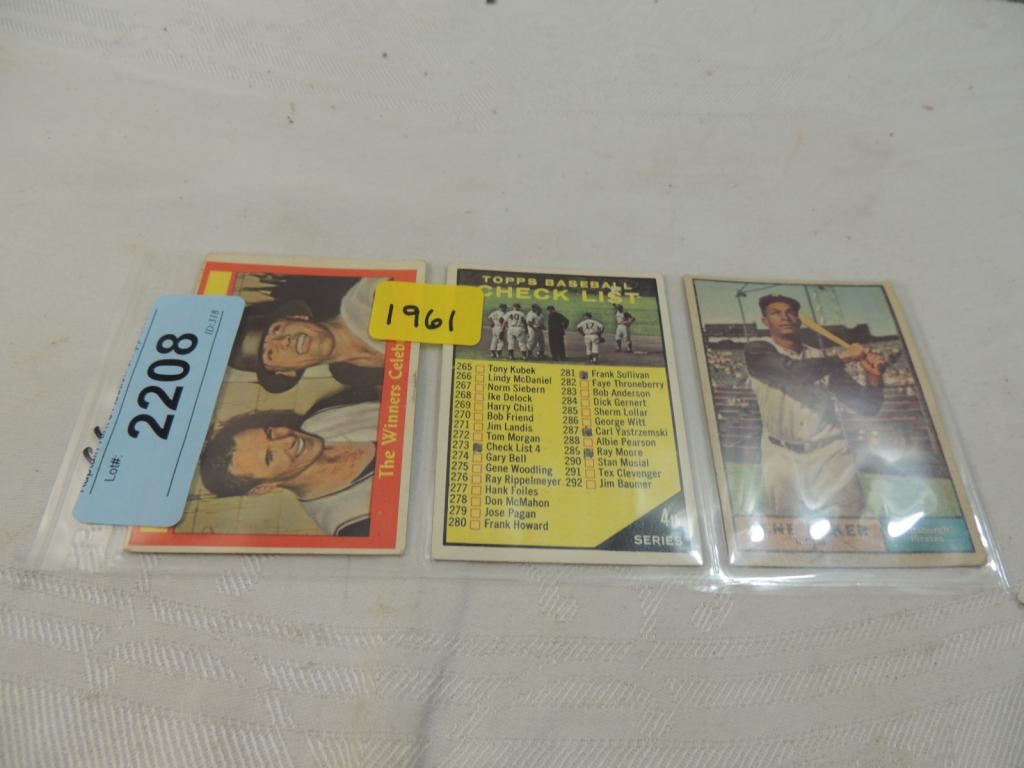 2208
Lot#:
ID:318
The Winners Celeb
1961
TOPPS BASEBALL
CHECK LIST
265 Tony Kubek
266 Lindy McDaniel
267 Norm Siebern
268 Ike Delock
269 Harry Chiti
270 Bob Friend
271 Jim Landis
272 Tom Morgan
273 Check List 4
274 Gary Bell
275 Gene Woodling
276 Ray Rippelmeyer
277 Hank Foiles
278 Don McMahon
279 Jose Pagan
280 Frank Howard
281 Frank Sullivan
282 Faye Throneberry
283 Bob Anderson
284 Dick Gernert
285 Sherm Lollar
286 George Witt
287 Carl Yastrzemski
288 Albie Pearson
285 Ray Moore
290 Stan Musial
291 Tex Clevenger
292 Jim Baumer
SERIES
Pirates